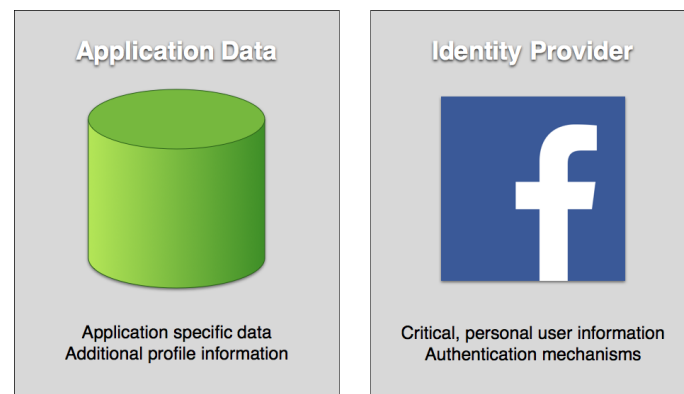 Application Data
Application specific data
Additional profile information
Identity Provider
Critical, personal user information
Authentication mechanisms